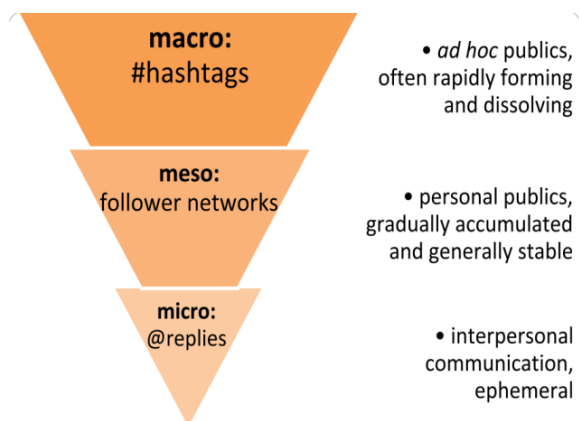 macro:
#hashtags
• ad hoc publics,
often rapidly forming
and dissolving
meso:
follower networks
• personal publics,
gradually accumulated
and generally stable
micro:
@replies
• interpersonal
communication,
ephemeral